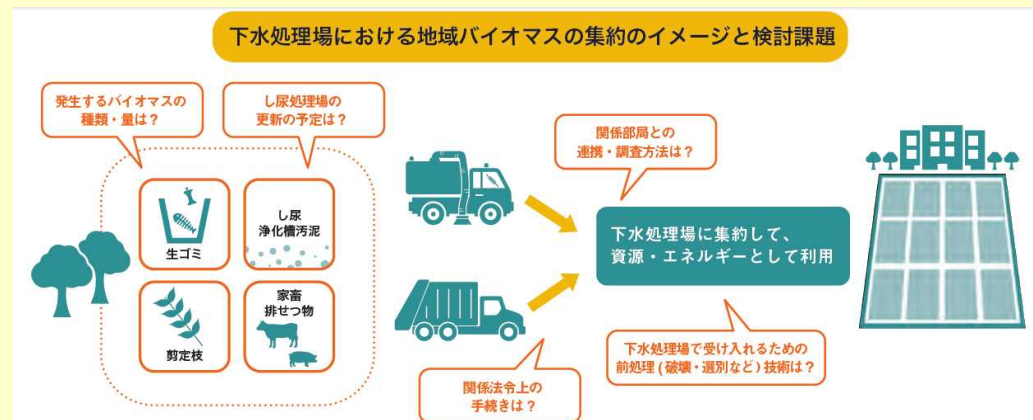 下水処理場における地域バイオマスの集約のイメージと検討課題
発生するバイオマスの
種類・量は？
し尿処理場の
更新の予定は？
関係部局との
連携・調査方法は？
生ゴミ
し尿
浄化槽汚泥
剪定枝
家畜
排せつ物
下水処理場に集約して、
資源・エネルギーとして利用
関係法令上の
手続きは？
下水処理場で受け入れるための
前処理(破壊・選別など)技術は？